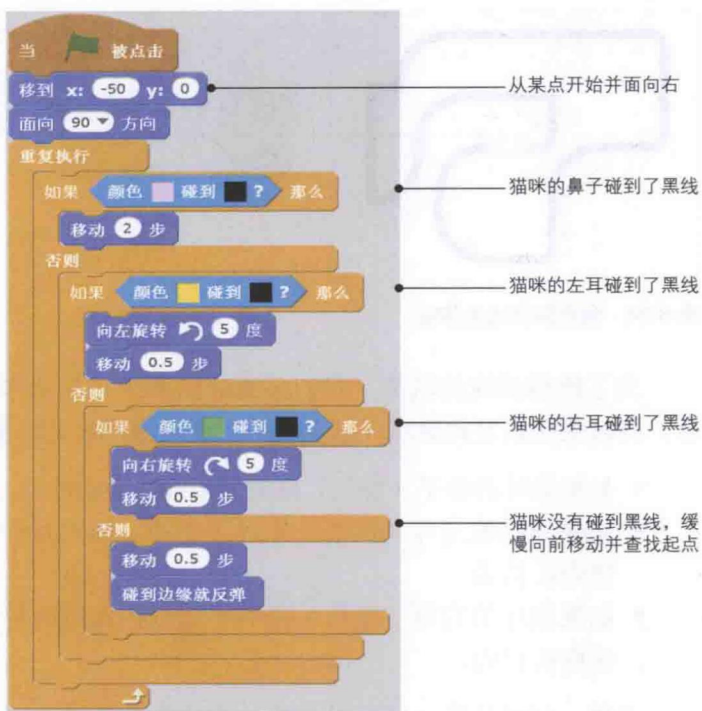 当 被点击
移到 x: -50 y: 0
从某点开始并面向右
面向 90 方向
重复执行
如果 颜色 碰到 ? 那么
猫咪的鼻子碰到了黑线
移动 2 步
否则
如果 颜色 碰到 ? 那么
猫咪的左耳碰到了黑线
向左旋转 5 度
移动 0.5 步
否则
如果 颜色 碰到 ? 那么
猫咪的右耳碰到了黑线
向右旋转 5 度
移动 0.5 步
否则
猫咪没有碰到黑线，缓
慢向前移动并查找起点
移动 0.5 步
碰到边缘就反弹